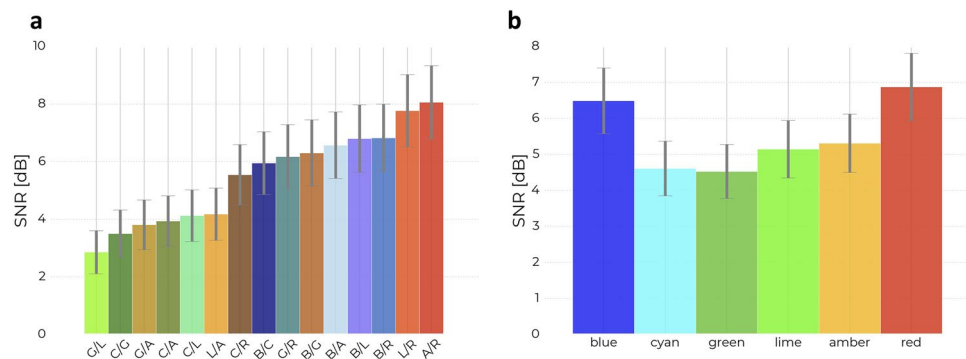 a
SNR [dB]
10
8
6
4
2
0
G/L C/G G/A C/A C/L L/A C/R B/C G/R B/G B/A B/L B/R L/R A/R
b
SNR [dB]
8
7
6
5
4
3
2
1
0
blue cyan green lime amber red